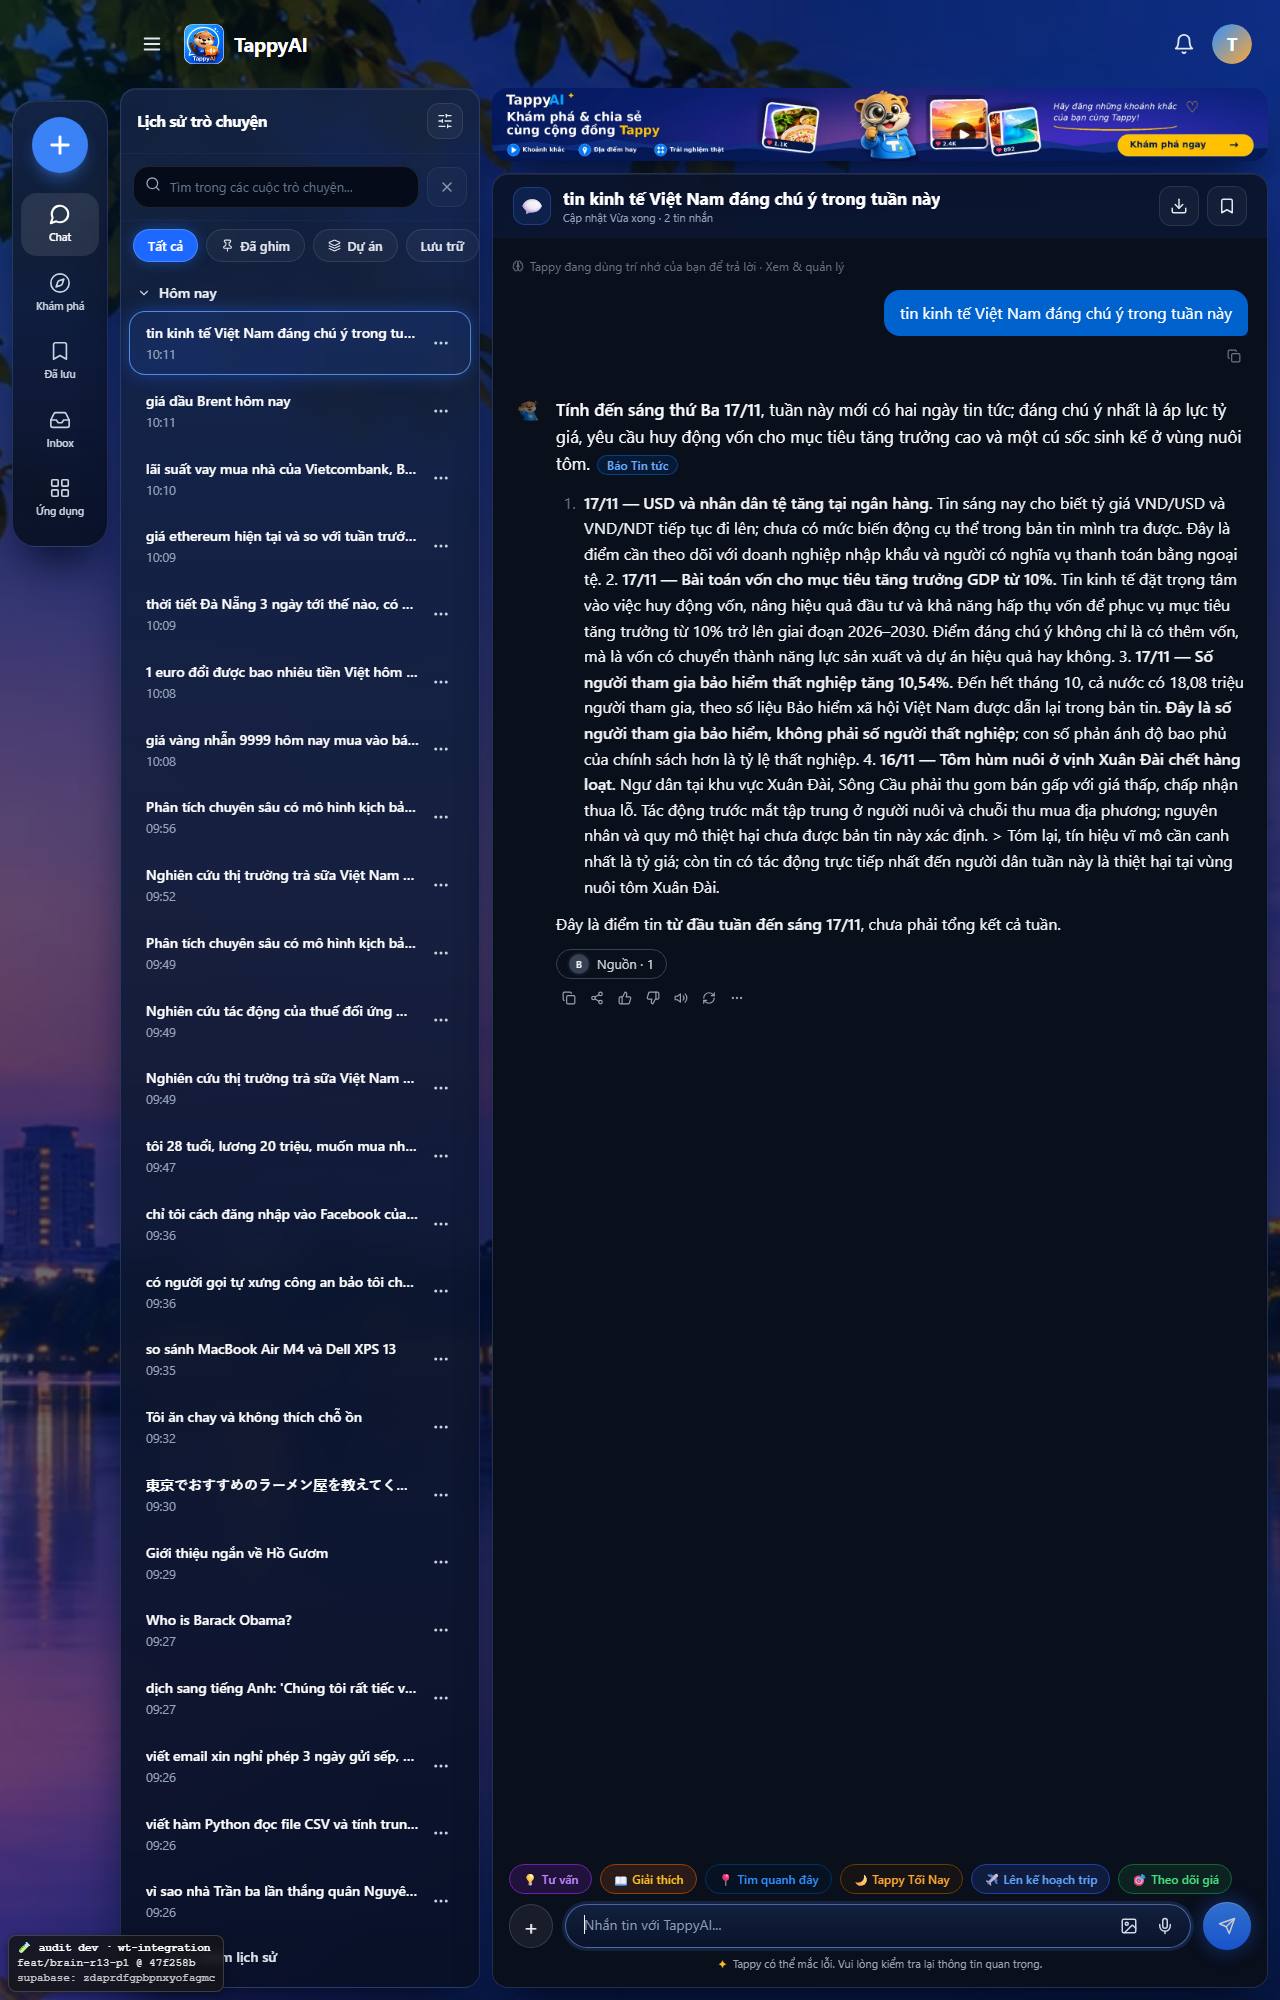 TappyAI
T
TappyAI
Khám phá & chia sẻ
cùng cộng đồng Tappy
Khoảnh khắc
Địa điểm hay
Trải nghiệm thật
1.1K
2.4K
892
Hãy đăng những khoảnh khắc
của bạn cùng Tappy!
Khám phá ngay →
Chat
Khám phá
Đã lưu
Inbox
Ứng dụng
Lịch sử trò chuyện
Tìm trong các cuộc trò chuyện...
Tất cả
Đã ghim
Dự án
Lưu trữ
Hôm nay
tin kinh tế Việt Nam đáng chú ý trong tu...
10:11
giá dầu Brent hôm nay
10:11
lãi suất vay mua nhà của Vietcombank, B...
10:10
giá ethereum hiện tại và so với tuần trướ...
10:09
thời tiết Đà Nẵng 3 ngày tới thế nào, có ...
10:09
1 euro đổi được bao nhiêu tiền Việt hôm ...
10:08
giá vàng nhẫn 9999 hôm nay mua vào bá...
10:08
Phân tích chuyên sâu có mô hình kịch bả...
09:56
Nghiên cứu thị trường trà sữa Việt Nam ...
09:52
Phân tích chuyên sâu có mô hình kịch bả...
09:49
Nghiên cứu tác động của thuế đối ứng ...
09:49
Nghiên cứu thị trường trà sữa Việt Nam ...
09:49
tôi 28 tuổi, lương 20 triệu, muốn mua nh...
09:47
chỉ tôi cách đăng nhập vào Facebook của...
09:36
có người gọi tự xưng công an bảo tôi ch...
09:36
so sánh MacBook Air M4 và Dell XPS 13
09:35
Tôi ăn chay và không thích chỗ ồn
09:32
東京でおすすめのラーメン屋を教えてく...
09:30
Giới thiệu ngắn về Hồ Gươm
09:29
Who is Barack Obama?
09:27
dịch sang tiếng Anh: 'Chúng tôi rất tiếc v...
09:27
viết email xin nghỉ phép 3 ngày gửi sếp, ...
09:26
viết hàm Python đọc file CSV và tính trun...
09:26
vì sao nhà Trần ba lần thắng quân Nguyê...
09:26
lịch sử
audit dev · wt-integration
feat/brain-r13-p1 @ 47f258b
supabase: zdaprdfgpbpnxyofagmc
tin kinh tế Việt Nam đáng chú ý trong tuần này
Cập nhật Vừa xong · 2 tin nhắn
Tappy đang dùng trí nhớ của bạn để trả lời · Xem & quản lý
tin kinh tế Việt Nam đáng chú ý trong tuần này
Tính đến sáng thứ Ba 17/11, tuần này mới có hai ngày tin tức; đáng chú ý nhất là áp lực tỷ
giá, yêu cầu huy động vốn cho mục tiêu tăng trưởng cao và một cú sốc sinh kế ở vùng nuôi
tôm. Báo Tin tức
1. 17/11 — USD và nhân dân tệ tăng tại ngân hàng. Tin sáng nay cho biết tỷ giá VND/USD và
VND/NDT tiếp tục đi lên; chưa có mức biến động cụ thể trong bản tin mình tra được. Đây là
điểm cần theo dõi với doanh nghiệp nhập khẩu và người có nghĩa vụ thanh toán bằng ngoại
tệ. 2. 17/11 — Bài toán vốn cho mục tiêu tăng trưởng GDP từ 10%. Tin kinh tế đặt trọng tâm
vào việc huy động vốn, nâng hiệu quả đầu tư và khả năng hấp thụ vốn để phục vụ mục tiêu
tăng trưởng từ 10% trở lên giai đoạn 2026–2030. Điểm đáng chú ý không chỉ là có thêm vốn,
mà là vốn có chuyển thành năng lực sản xuất và dự án hiệu quả hay không. 3. 17/11 — Số
người tham gia bảo hiểm thất nghiệp tăng 10,54%. Đến hết tháng 10, cả nước có 18,08 triệu
người tham gia, theo số liệu Bảo hiểm xã hội Việt Nam được dẫn lại trong bản tin. Đây là số
người tham gia bảo hiểm, không phải số người thất nghiệp; con số phản ánh độ bao phủ
của chính sách hơn là tỷ lệ thất nghiệp. 4. 16/11 — Tôm hùm nuôi ở vịnh Xuân Đài chết hàng
loạt. Ngư dân tại khu vực Xuân Đài, Sông Cầu phải thu gom bán gấp với giá thấp, chấp nhận
thua lỗ. Tác động trước mắt tập trung ở người nuôi và chuỗi thu mua địa phương; nguyên
nhân và quy mô thiệt hại chưa được bản tin này xác định. > Tóm lại, tín hiệu vĩ mô cần canh
nhất là tỷ giá; còn tin có tác động trực tiếp nhất đến người dân tuần này là thiệt hại tại vùng
nuôi tôm Xuân Đài.
Đây là điểm tin từ đầu tuần đến sáng 17/11, chưa phải tổng kết cả tuần.
B Nguồn · 1
Tư vấn
Giải thích
Tìm quanh đây
Tappy Tối Nay
Lên kế hoạch trip
Theo dõi giá
Nhắn tin với TappyAI...
Tappy có thể mắc lỗi. Vui lòng kiểm tra lại thông tin quan trọng.